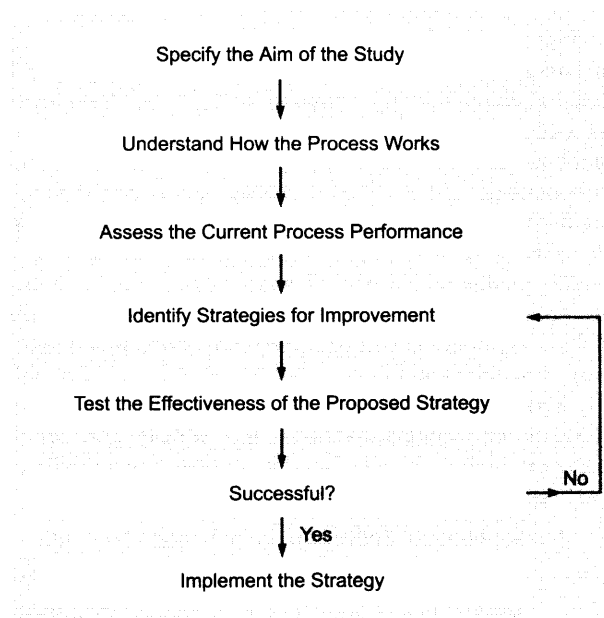 Specify the Aim of the Study
Understand How the Process Works
Assess the Current Process Performance
Identify Strategies for Improvement
Test the Effectiveness of the Proposed Strategy
Successful?
No
Yes
Implement the Strategy